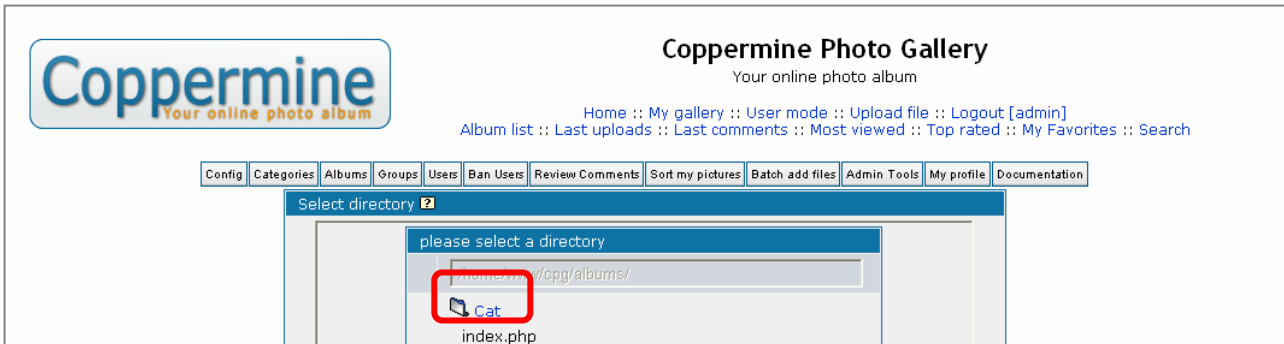 Coppermine
Your online photo album
Coppermine Photo Gallery
Your online photo album
Home :: My gallery :: User mode :: Upload file :: Logout [admin]
Album list :: Last uploads :: Last comments :: Most viewed :: Top rated :: My Favorites :: Search
Config Categories Albums Groups Users Ban Users Review Comments Sort my pictures Batch add files Admin Tools My profile Documentation
Select directory ?
please select a directory
/home/www/cpg/albums/
Cat
index.php